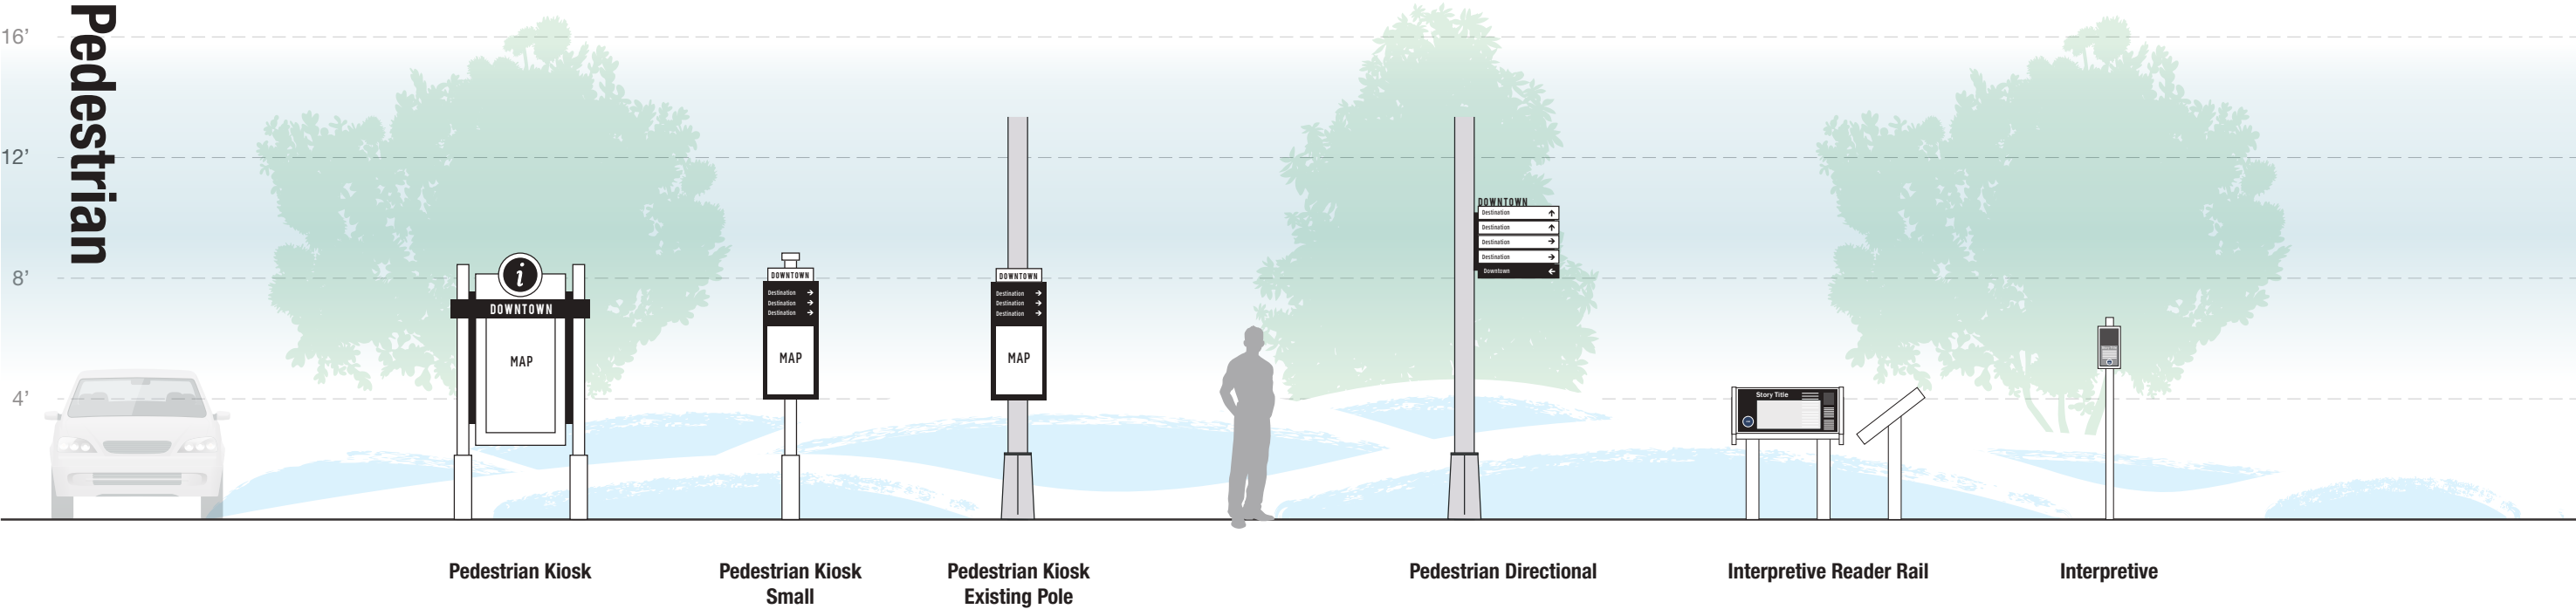 Pedestrian
16’
12’
8’
4’
i
DOWNTOWN
MAP
DOWNTOWN
Destination →
Destination →
Destination →
MAP
DOWNTOWN
Destination →
Destination →
Destination →
MAP
DOWNTOWN
Destination ↑
Destination ↑
Destination →
Destination →
Downtown ←
Story Title
Pedestrian Kiosk
Pedestrian Kiosk
Small
Pedestrian Kiosk
Existing Pole
Pedestrian Directional
Interpretive Reader Rail
Interpretive